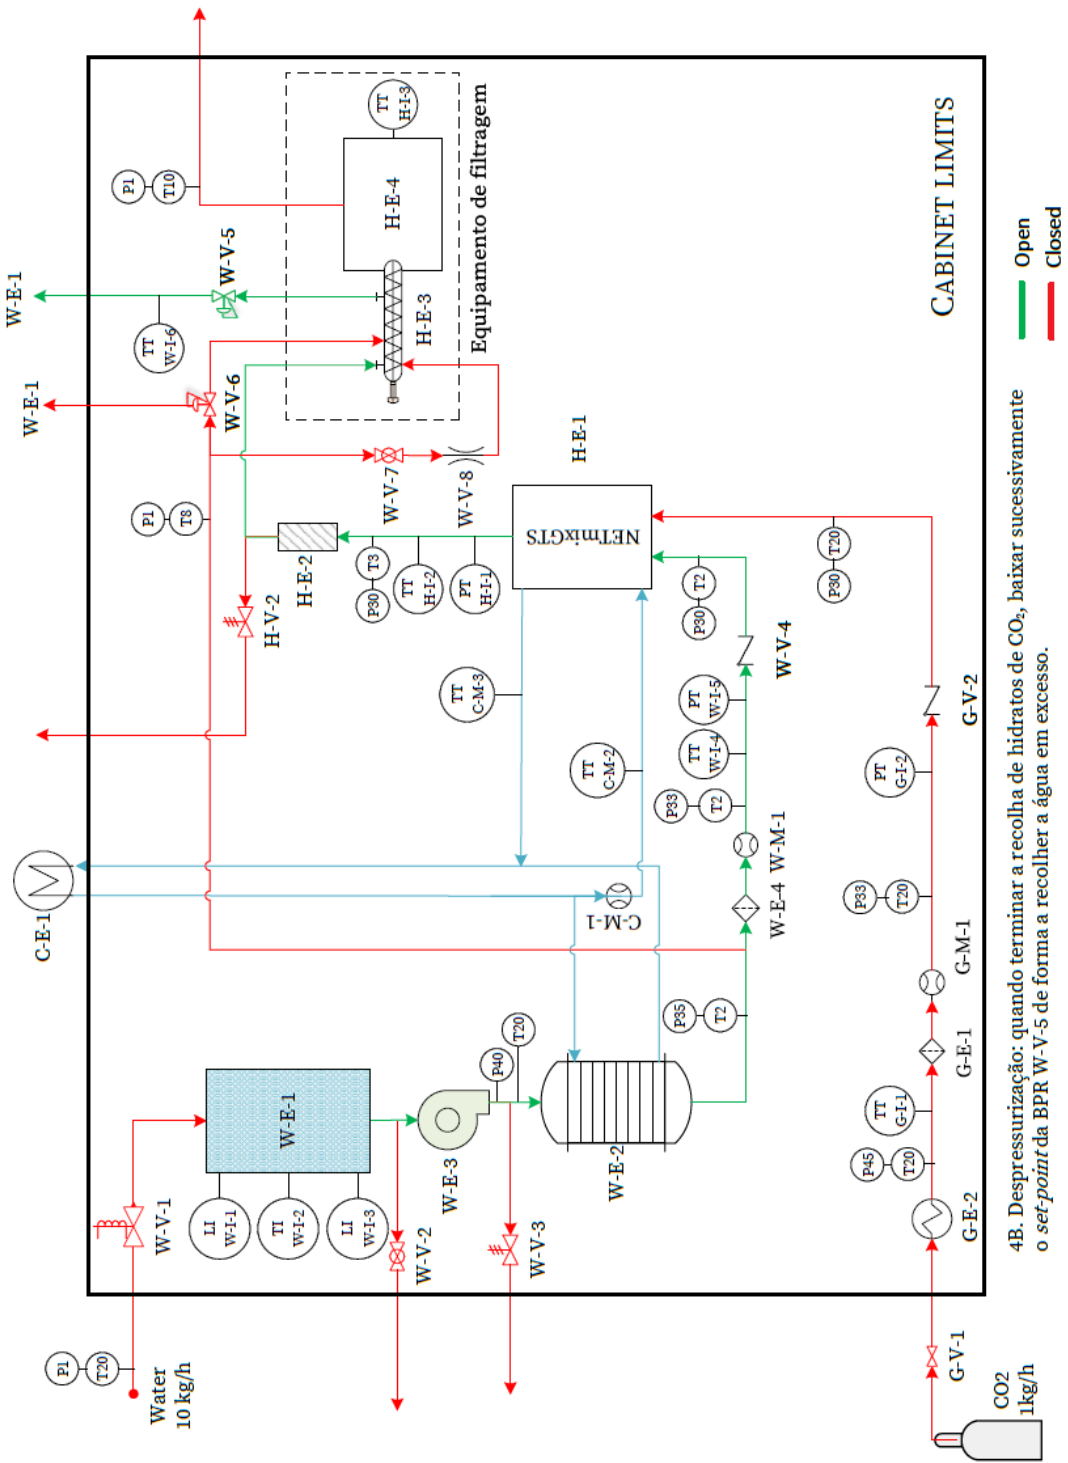 Water
10 kg/h
P1
T20
W-V-1
LI
W-I-1
TI
W-I-2
LI
W-I-3
W-E-1
W-V-2
W-E-3
W-V-3
P40
T20
W-E-2
P35
T2
C-E-1
C-M-1
W-E-4
W-M-1
P33
T2
TT
W-I-4
PT
W-I-5
W-V-4
P30
T2
TT
C-M-2
TT
C-M-3
NETmixGTS
H-E-1
PT
H-I-1
TT
H-I-2
P30
T3
H-E-2
H-V-2
P1
T8
W-V-6
W-E-1
W-V-7
W-V-8
W-E-1
TT
W-I-6
W-V-5
H-E-3
H-E-4
TT
H-I-3
Equipamento de filtragem
P1
T10
CO2
1kg/h
G-V-1
G-E-2
P45
T20
TT
G-I-1
G-E-1
G-M-1
P33
T20
PT
G-I-2
G-V-2
P30
T20
CABINET LIMITS
4B. Despressurização: quando terminar a recolha de hidratos de CO₂, baixar sucessivamente
o set-point da BPR W-V-5 de forma a recolher a água em excesso.
Open
Closed